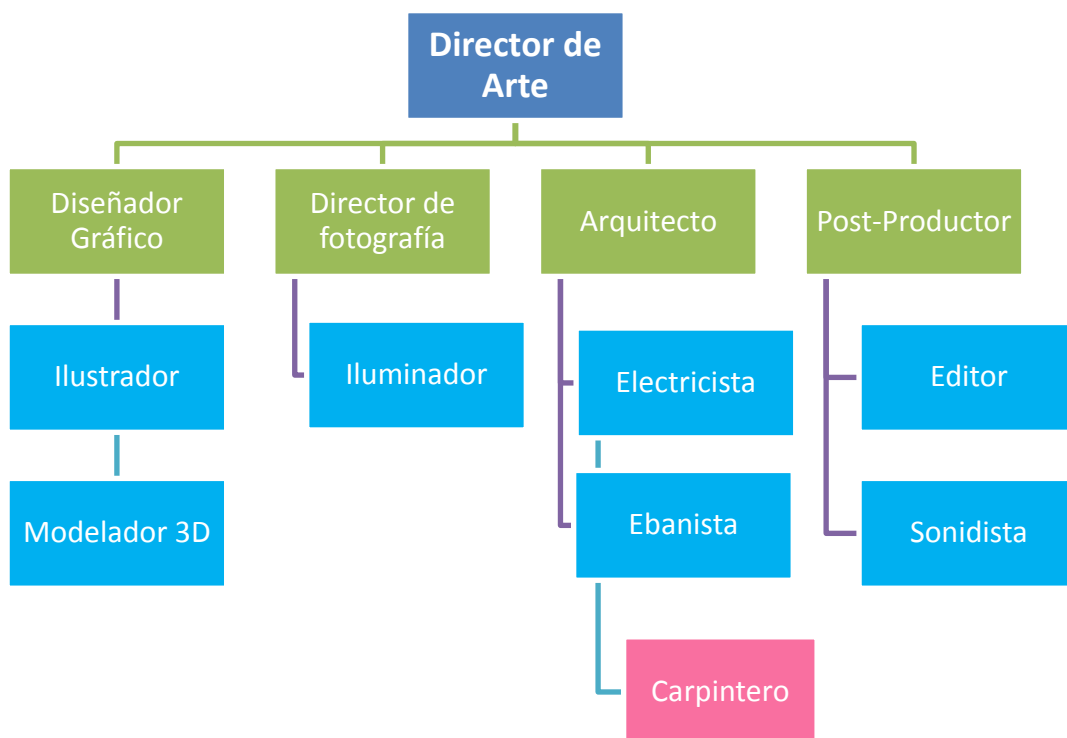 Director de
Arte
Diseñador
Gráfico
Director de
fotografía
Arquitecto
Post-Productor
Ilustrador
Iluminador
Electricista
Editor
Modelador 3D
Ebanista
Sonidista
Carpintero